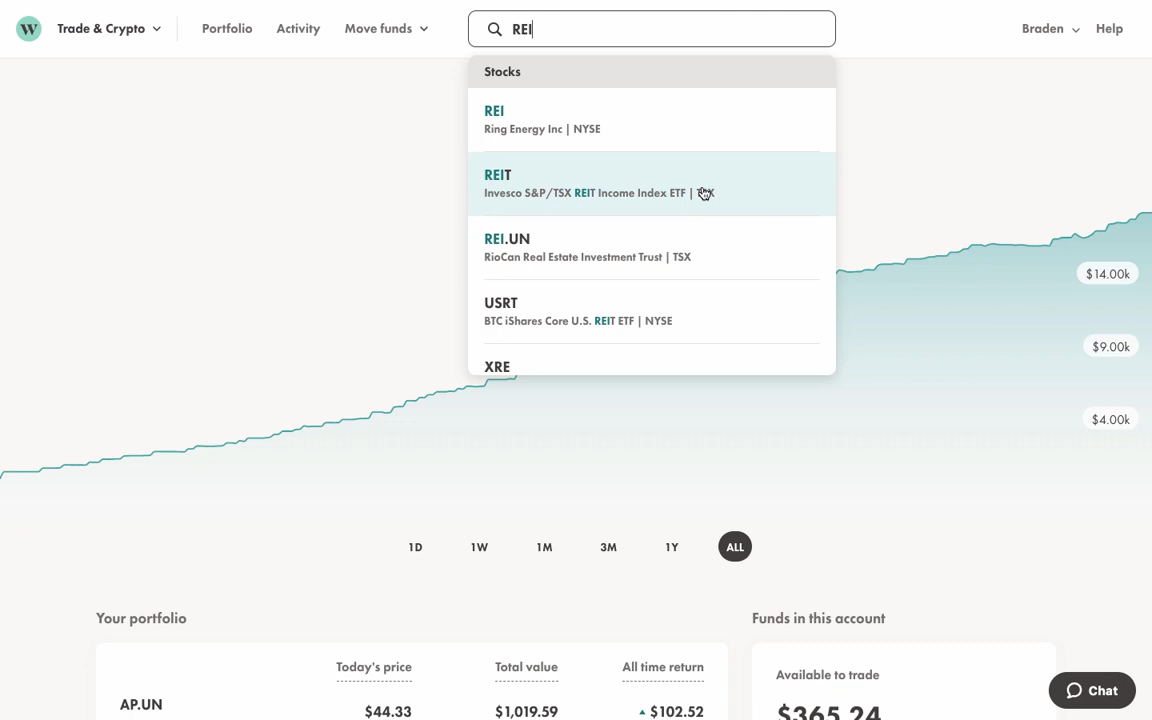 W Trade & Crypto Portfolio Activity Move funds REI Braden Help
Stocks
REI
Ring Energy Inc | NYSE
REIT
Invesco S&P/TSX REIT Income Index ETF |
REI.UN
RioCan Real Estate Investment Trust | TSX
USRT
BTC iShares Core U.S. REIT ETF | NYSE
XRE
$14.00k
$9.00k
$4.00k
1D 1W 1M 3M 1Y ALL
Your portfolio
Today's price Total value All time return
AP.UN $44.33 $1,019.59 $102.52
Funds in this account
Available to trade
$365.24
Chat